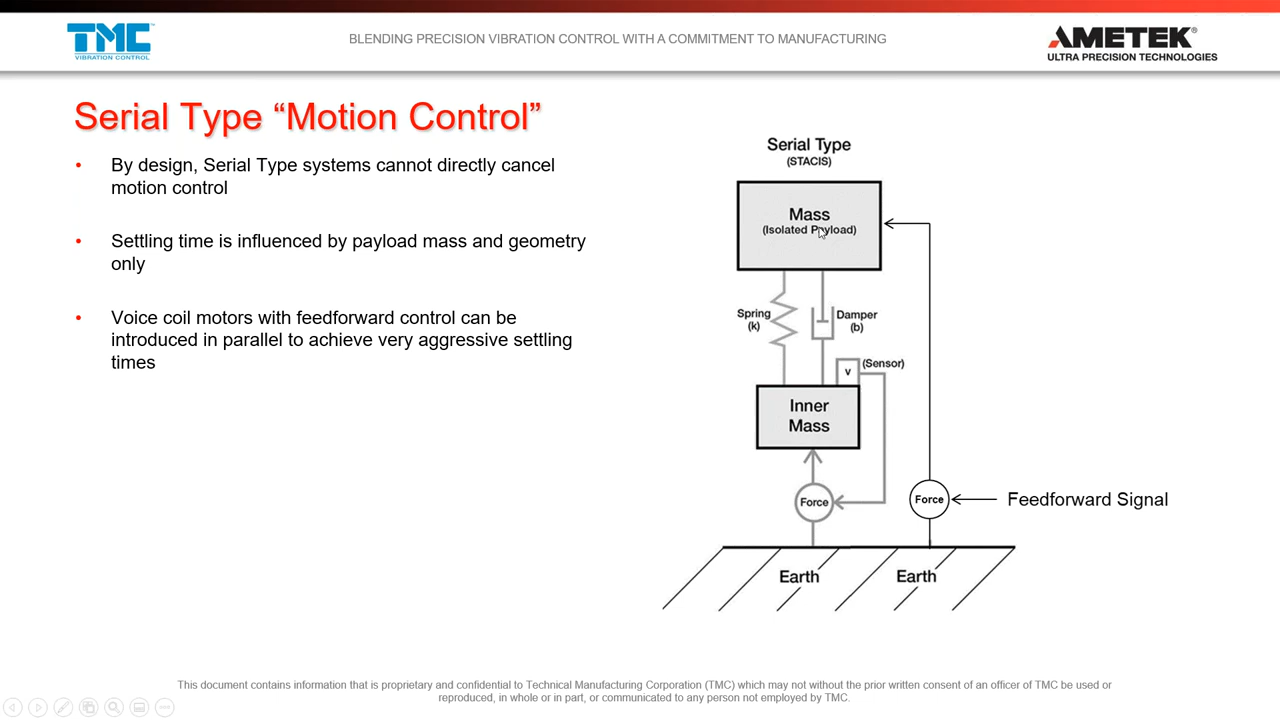 TMC
VIBRATION CONTROL
BLENDING PRECISION VIBRATION CONTROL WITH A COMMITMENT TO MANUFACTURING
AMETEK®
ULTRA PRECISION TECHNOLOGIES
Serial Type “Motion Control”
• By design, Serial Type systems cannot directly cancel
motion control
• Settling time is influenced by payload mass and geometry
only
• Voice coil motors with feedforward control can be
introduced in parallel to achieve very aggressive settling
times
Serial Type
(STACIS)
Mass
(Isolated Payload)
Spring
(k)
Damper
(b)
v
(Sensor)
Inner
Mass
Force
Force
Feedforward Signal
Earth
Earth
This document contains information that is proprietary and confidential to Technical Manufacturing Corporation (TMC) which may not without the prior written consent of an officer of TMC be used or
reproduced, in whole or in part, or communicated to any person not employed by TMC.